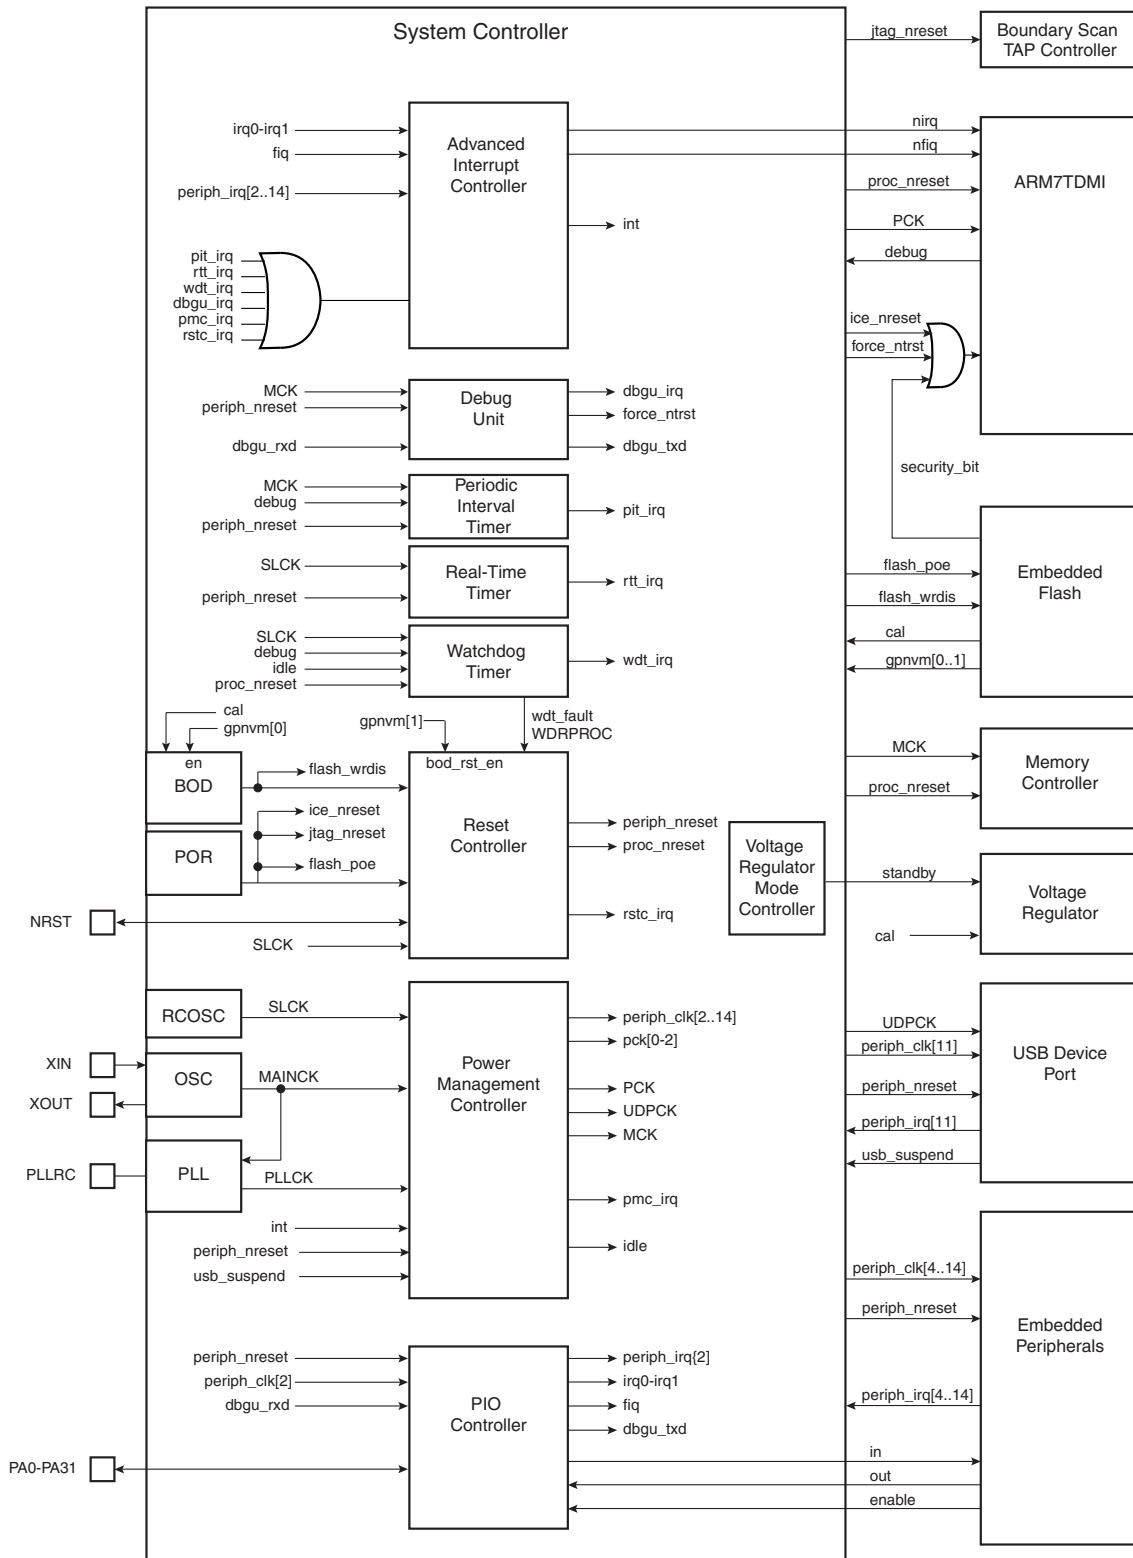 System Controller
jtag_nreset
Boundary Scan
TAP Controller
irq0-irq1
fiq
periph_irq[2..14]
Advanced
Interrupt
Controller
int
nirq
nfiq
proc_nreset
PCK
debug
ARM7TDMI
pit_irq
rtt_irq
wdt_irq
dbgu_irq
pmc_irq
rstc_irq
ice_nreset
force_ntrst
security_bit
MCK
periph_nreset
dbgu_rxd
Debug
Unit
dbgu_irq
force_ntrst
dbgu_txd
MCK
debug
periph_nreset
Periodic
Interval
Timer
pit_irq
SLCK
periph_nreset
Real-Time
Timer
rtt_irq
flash_poe
flash_wrdis
cal
gpnvm[0..1]
Embedded
Flash
SLCK
debug
idle
proc_nreset
Watchdog
Timer
wdt_irq
cal
gpnvm[0]
gpnvm[1]
wdt_fault
WDRPROC
en
BOD
flash_wrdis
bod_rst_en
ice_nreset
jtag_nreset
flash_poe
POR
Reset
Controller
periph_nreset
proc_nreset
rstc_irq
NRST
SLCK
MCK
proc_nreset
Memory
Controller
Voltage
Regulator
Mode
Controller
standby
cal
Voltage
Regulator
RCOSC
SLCK
XIN
OSC
MAINCK
XOUT
PLLRC
PLL
PLLCK
int
periph_nreset
usb_suspend
Power
Management
Controller
periph_clk[2..14]
pck[0-2]
PCK
UDPCK
MCK
pmc_irq
idle
UDPCK
periph_clk[11]
periph_nreset
periph_irq[11]
usb_suspend
USB Device
Port
periph_nreset
periph_clk[2]
dbgu_rxd
PA0-PA31
PIO
Controller
periph_irq{2]
irq0-irq1
fiq
dbgu_txd
periph_clk[4..14]
periph_nreset
periph_irq[4..14]
in
out
enable
Embedded
Peripherals